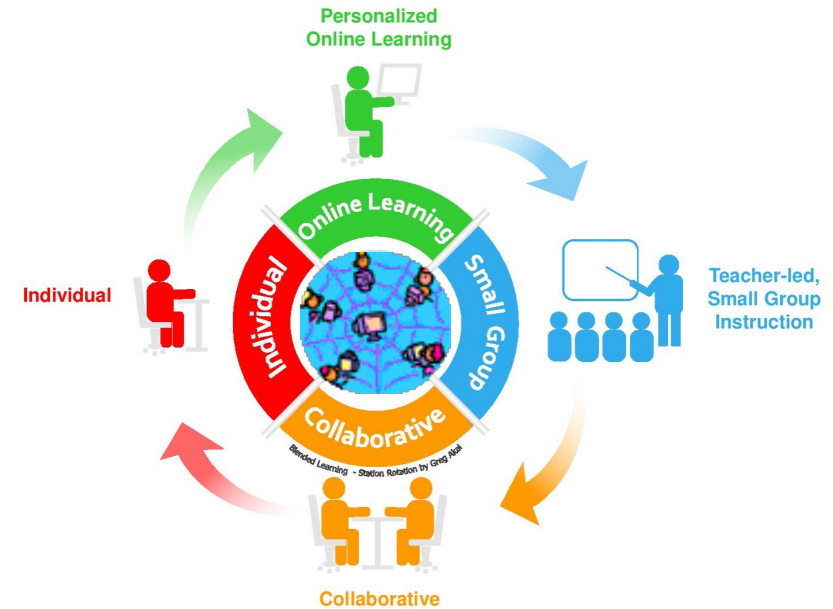 Personalized
Online Learning
Online Learning
Individual
Individual
Small Group
Teacher-led,
Small Group
Instruction
Collaborative
Blended Learning - Station Rotation by Greg Akai
Collaborative